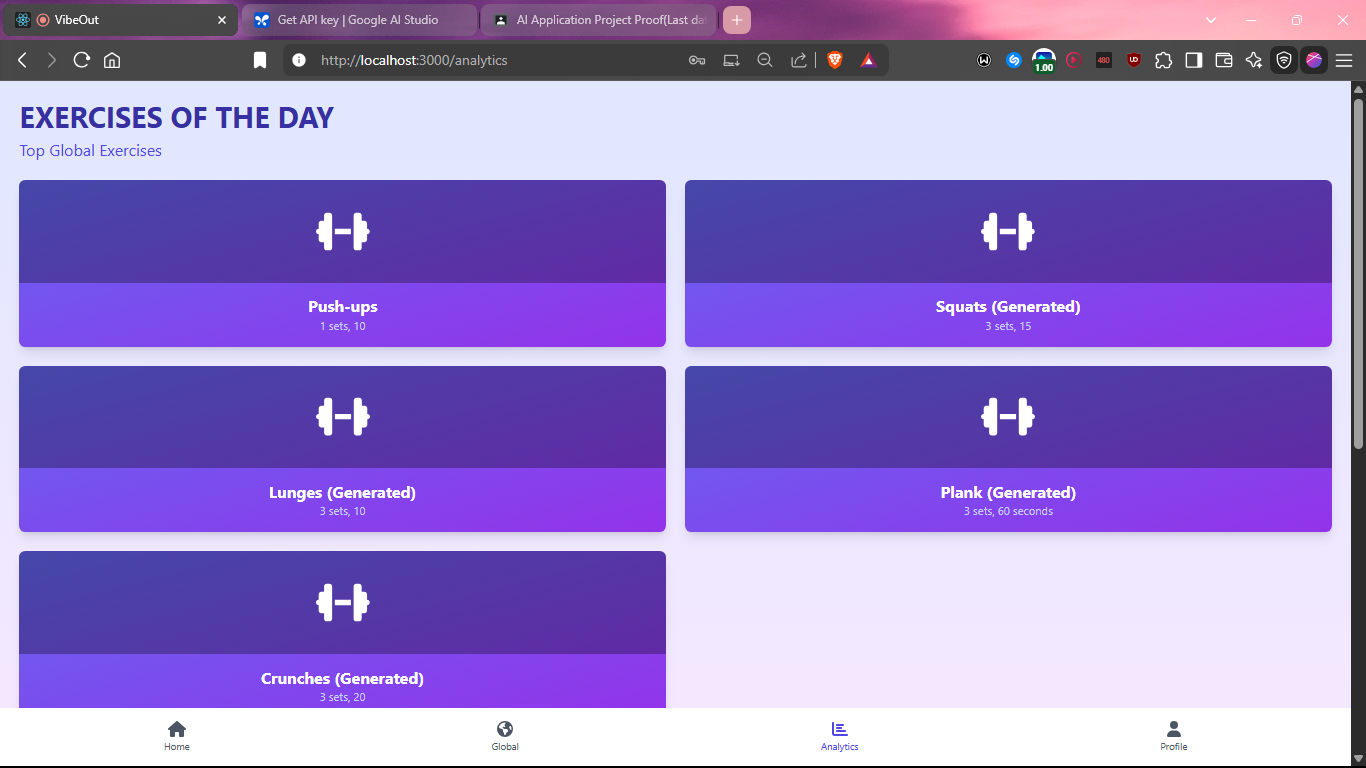 VibeOut
Get API key | Google AI Studio
AI Application Project Proof(Last da
http://localhost:3000/analytics
1.00
480
UD
EXERCISES OF THE DAY
Top Global Exercises
Push-ups
1 sets, 10
Squats (Generated)
3 sets, 15
Lunges (Generated)
3 sets, 10
Plank (Generated)
3 sets, 60 seconds
Crunches (Generated)
3 sets, 20
Home
Global
Analytics
Profile